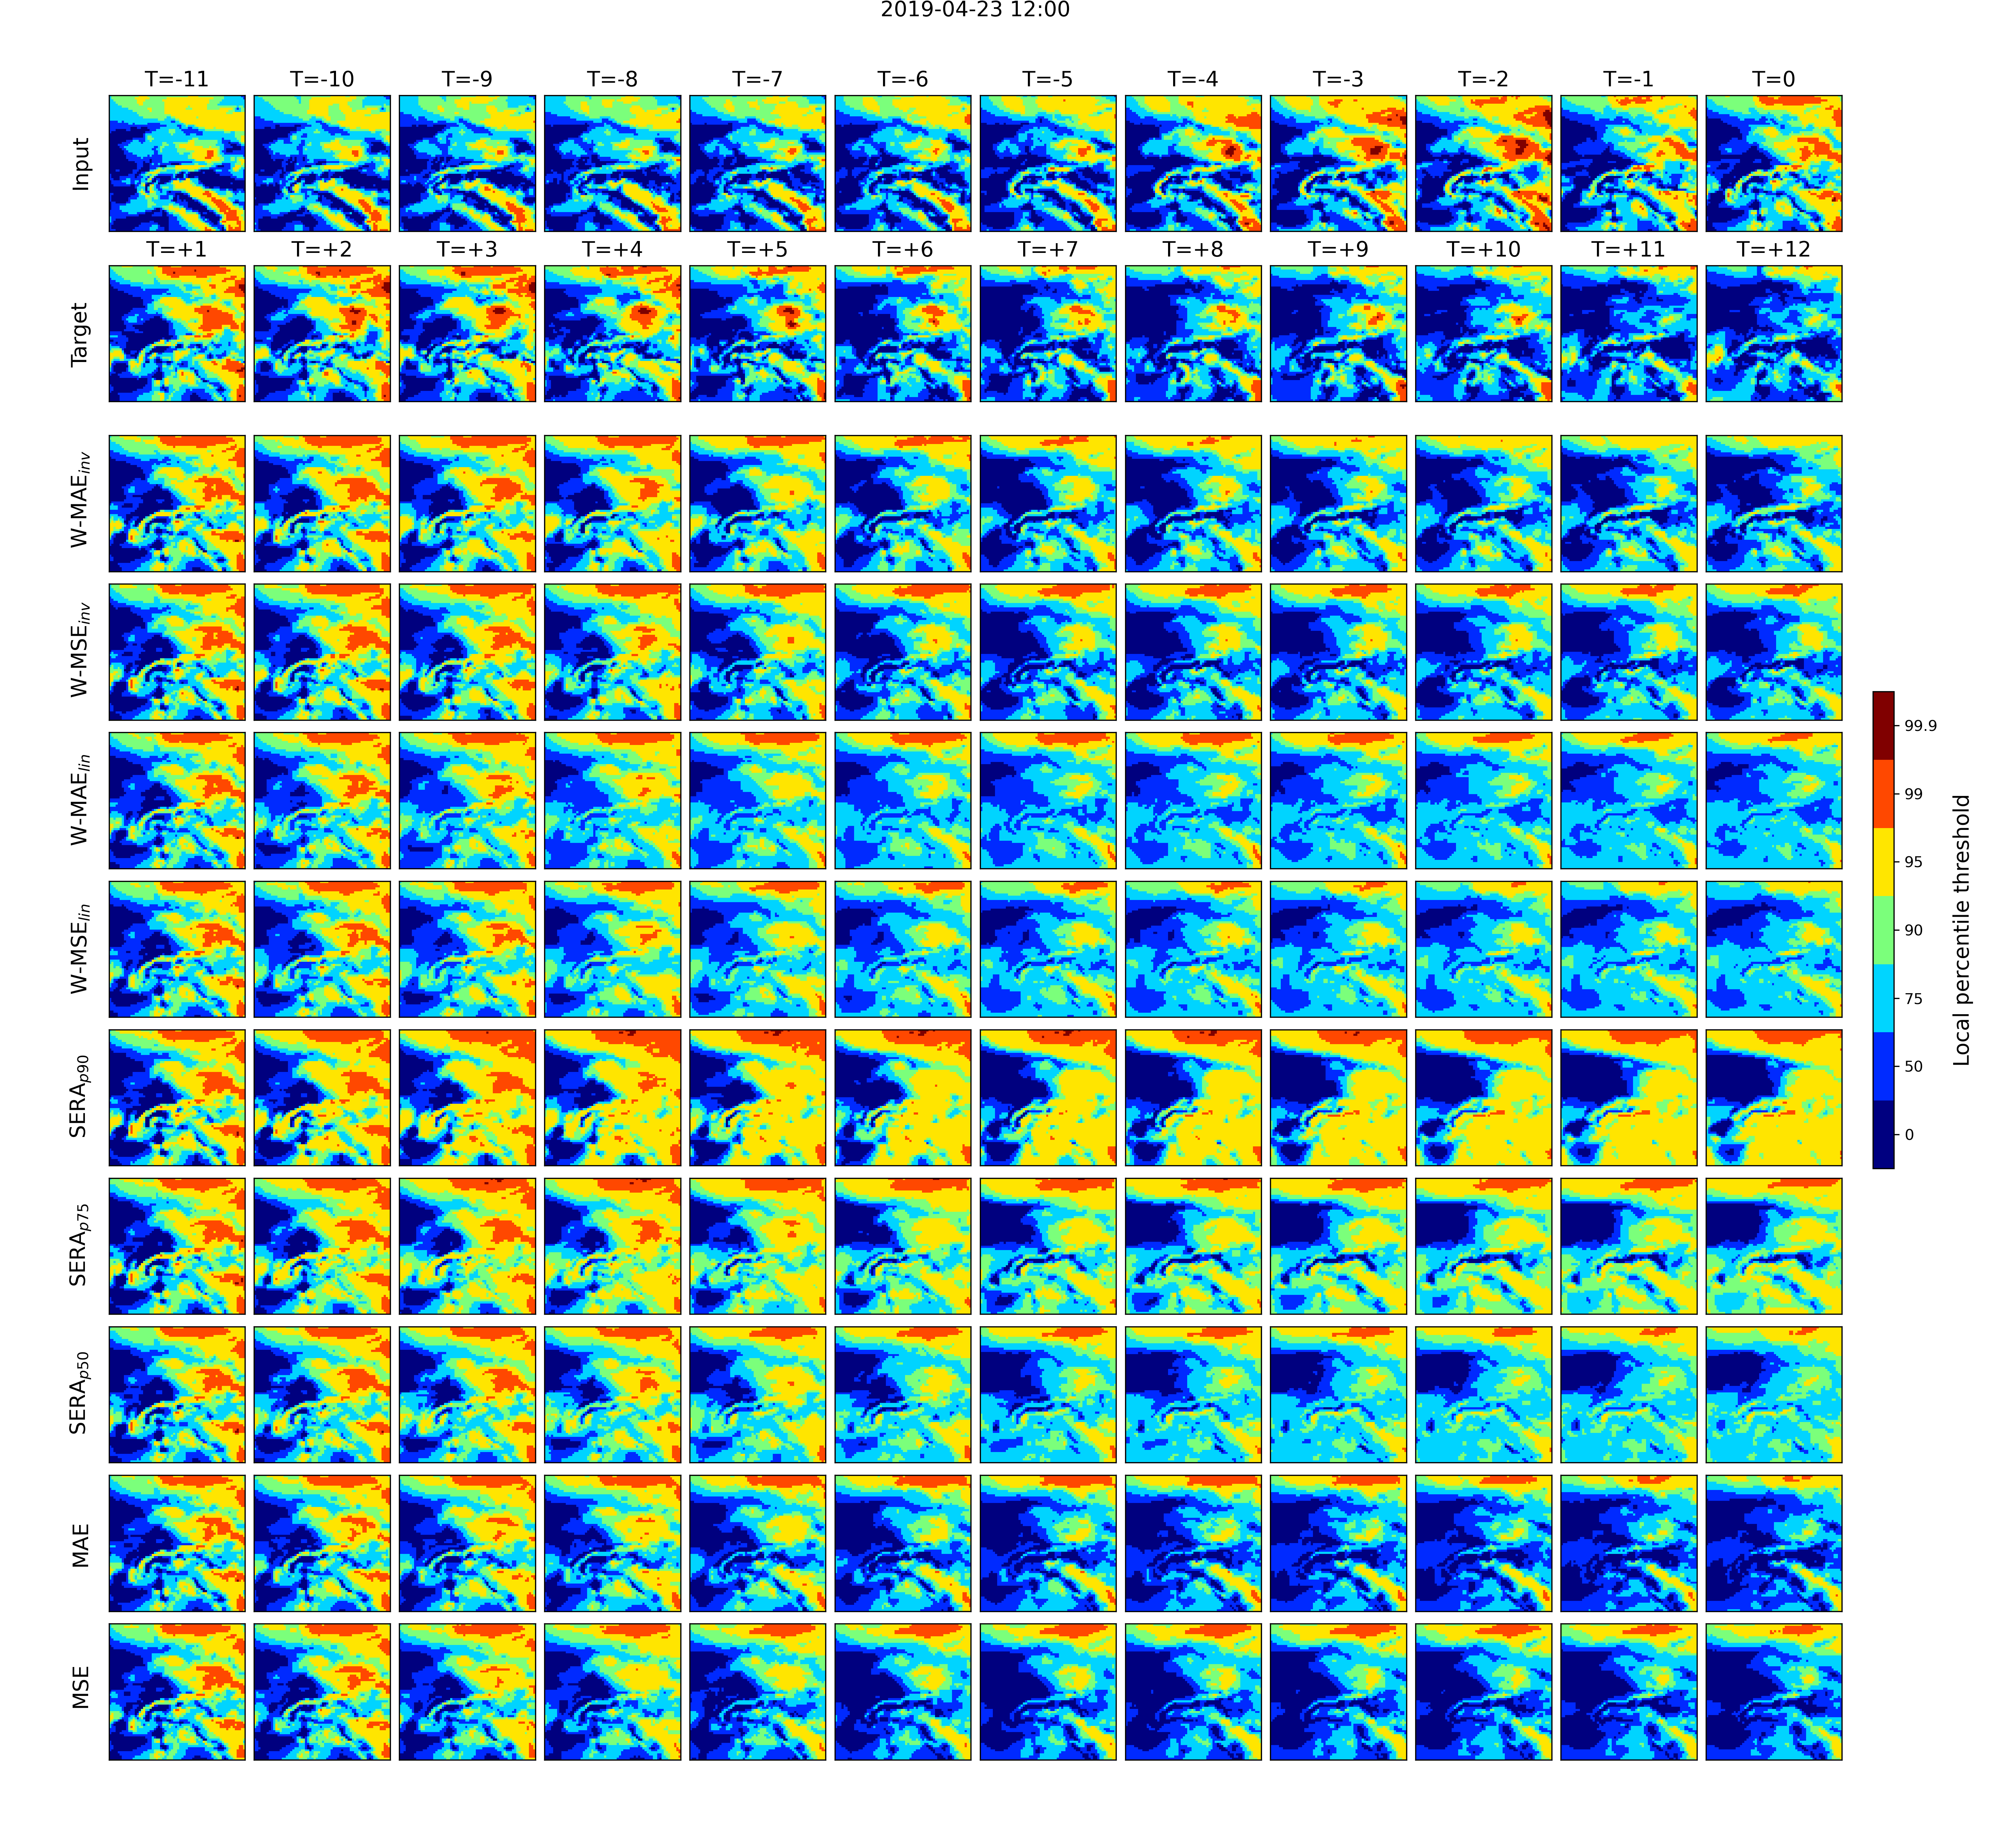 2019-04-23 12:00
T=-11 T=-10 T=-9 T=-8 T=-7 T=-6 T=-5 T=-4 T=-3 T=-2 T=-1 T=0
Input
T=+1 T=+2 T=+3 T=+4 T=+5 T=+6 T=+7 T=+8 T=+9 T=+10 T=+11 T=+12
Target
W-MAE_inv
W-MSE_inv
W-MAE_lin
W-MSE_lin
SERA_p90
SERA_p75
SERA_p50
MAE
MSE
99.9
99
95
90
75
50
0
Local percentile threshold